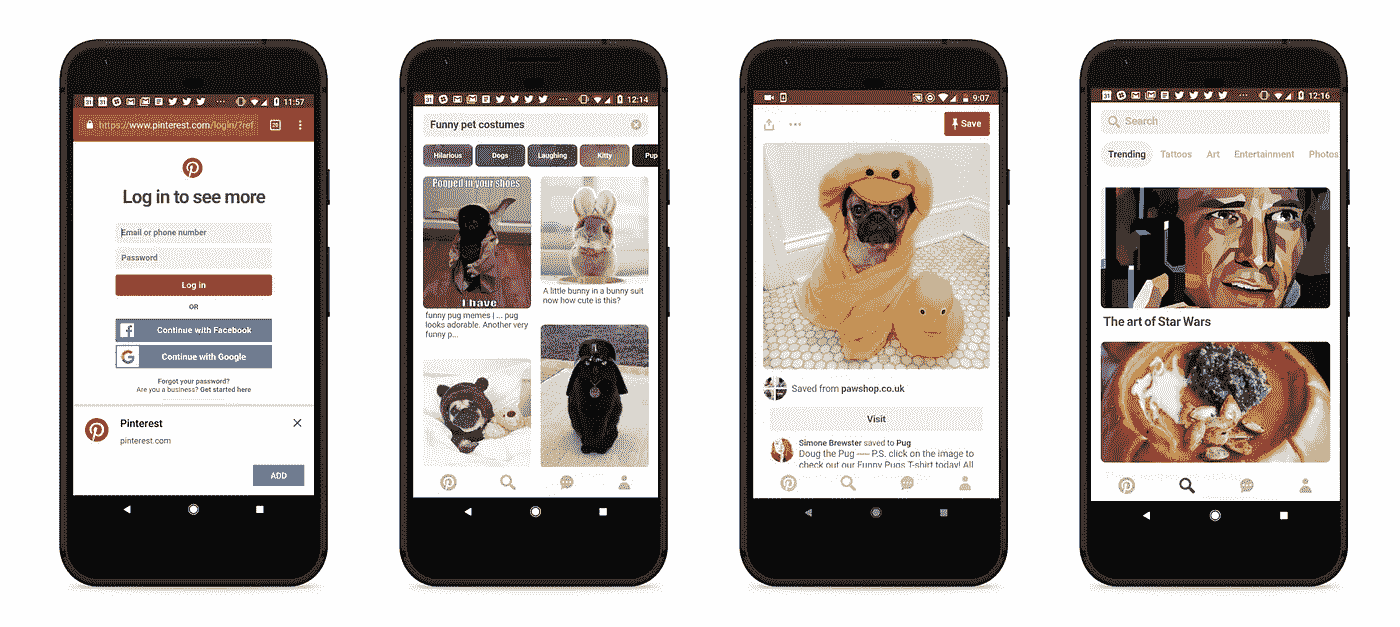 11:57
https://www.pinterest.com/login/?ref
Log in to see more
Email or phone number
Password
Log in
OR
Continue with Facebook
Continue with Google
Forgot your password?
Are you a business? Get started here
Pinterest
pinterest.com
ADD
12:14
Funny pet costumes
Hilarious
Dogs
Laughing
Kitty
Pup
Pooped in your shoes
I have
funny pug memes | ... pug
looks adorable. Another very
funny p...
A little bunny in a bunny suit
now how cute is this?
9:07
Save
Saved from pawshop.co.uk
Visit
Simone Brewster saved to Pug
Doug the Pug ---- P.S. click on the image to
check out our Funny Pugs T-shirt today! All
12:16
Search
Trending
Tattoos
Art
Entertainment
Photos
The art of Star Wars